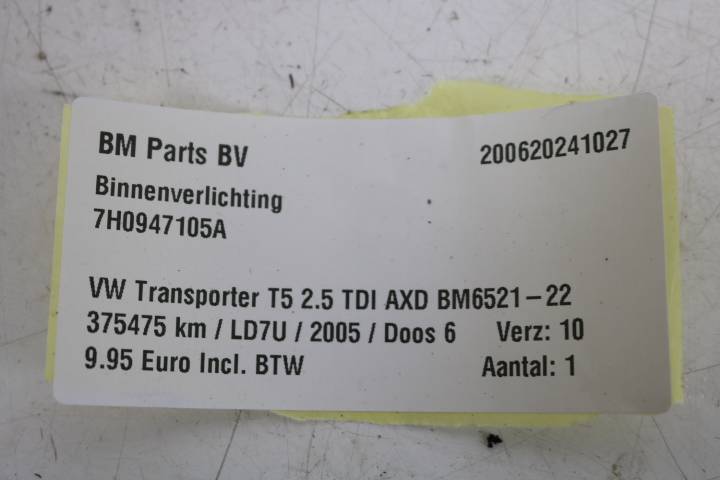 BM Parts BV 200620241027
Binnenverlichting
7H0947105A
VW Transporter T5 2.5 TDI AXD BM6521-22
375475 km / LD7U / 2005 / Doos 6 Verz: 10
9.95 Euro Incl. BTW Aantal: 1